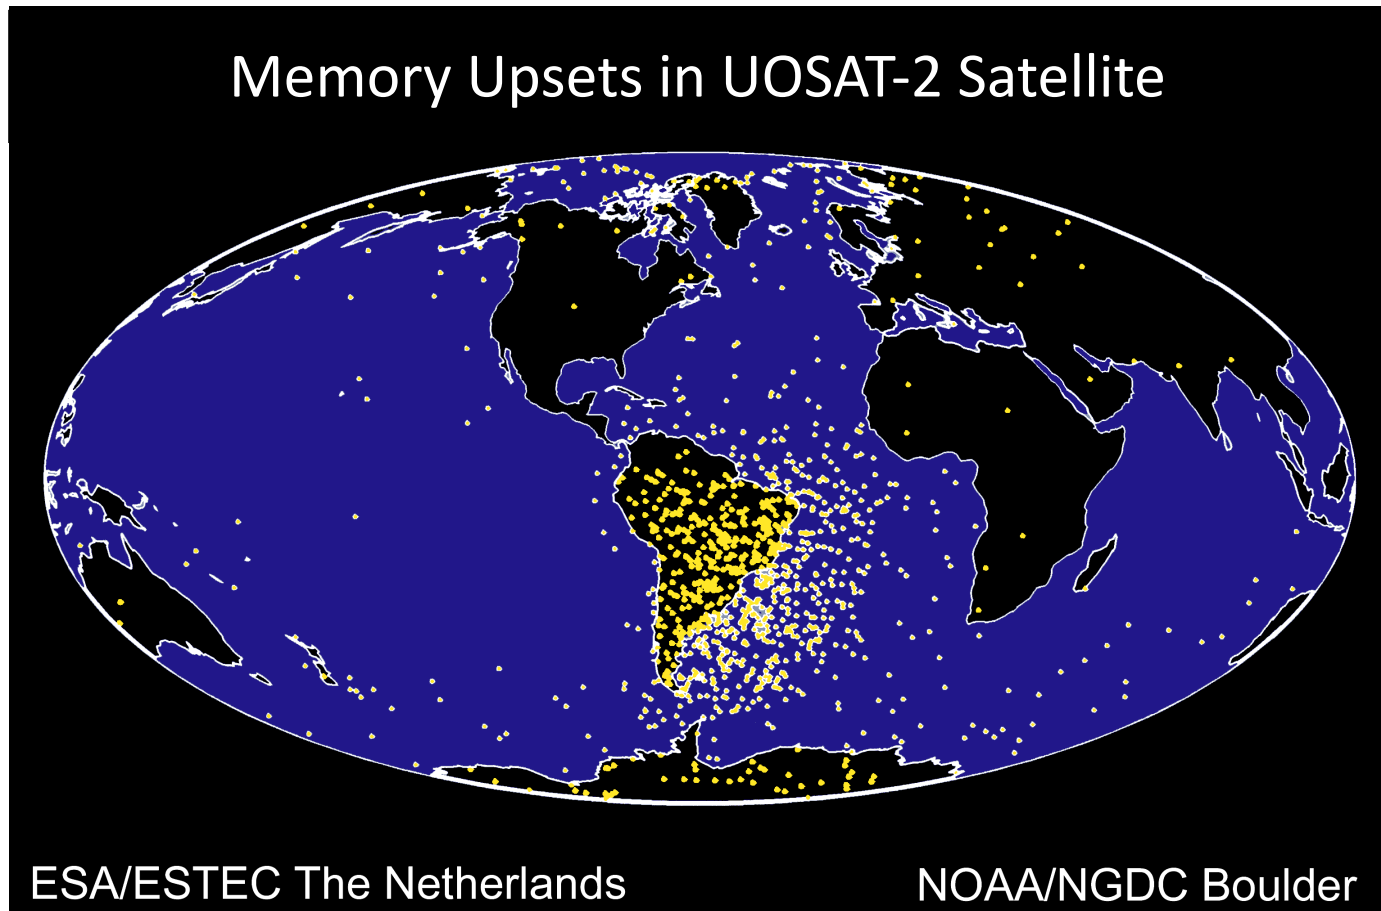 Memory Upsets in UOSAT-2 Satellite
ESA/ESTEC The Netherlands
NOAA/NGDC Boulder